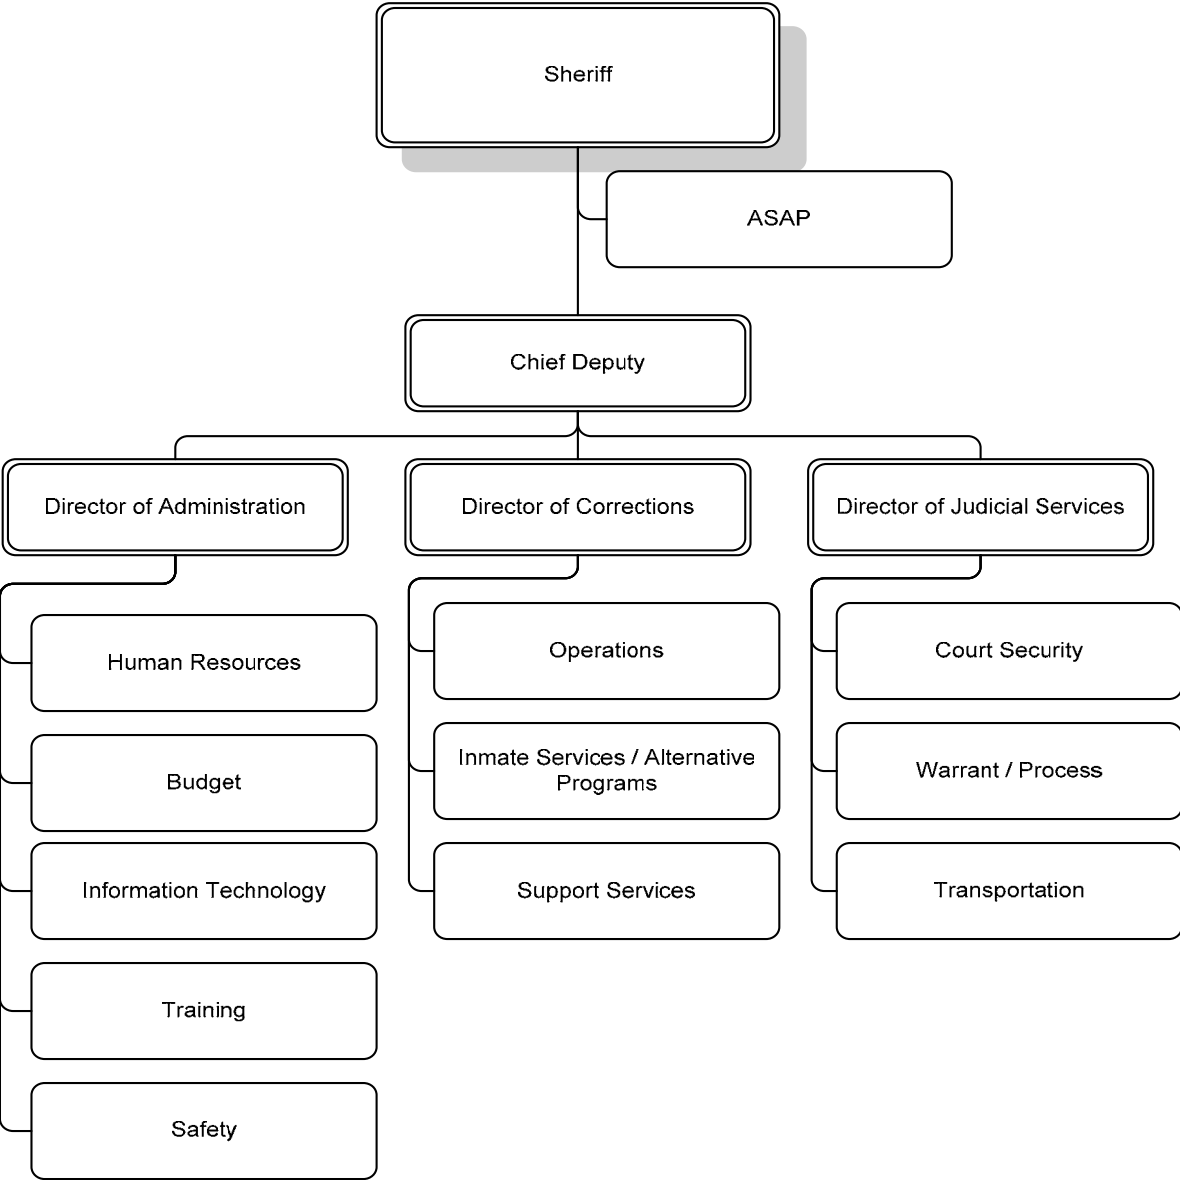 Sheriff
ASAP
Chief Deputy
Director of Administration
Director of Corrections
Director of Judicial Services
Human Resources
Budget
Information Technology
Training
Safety
Operations
Inmate Services / Alternative
Programs
Support Services
Court Security
Warrant / Process
Transportation